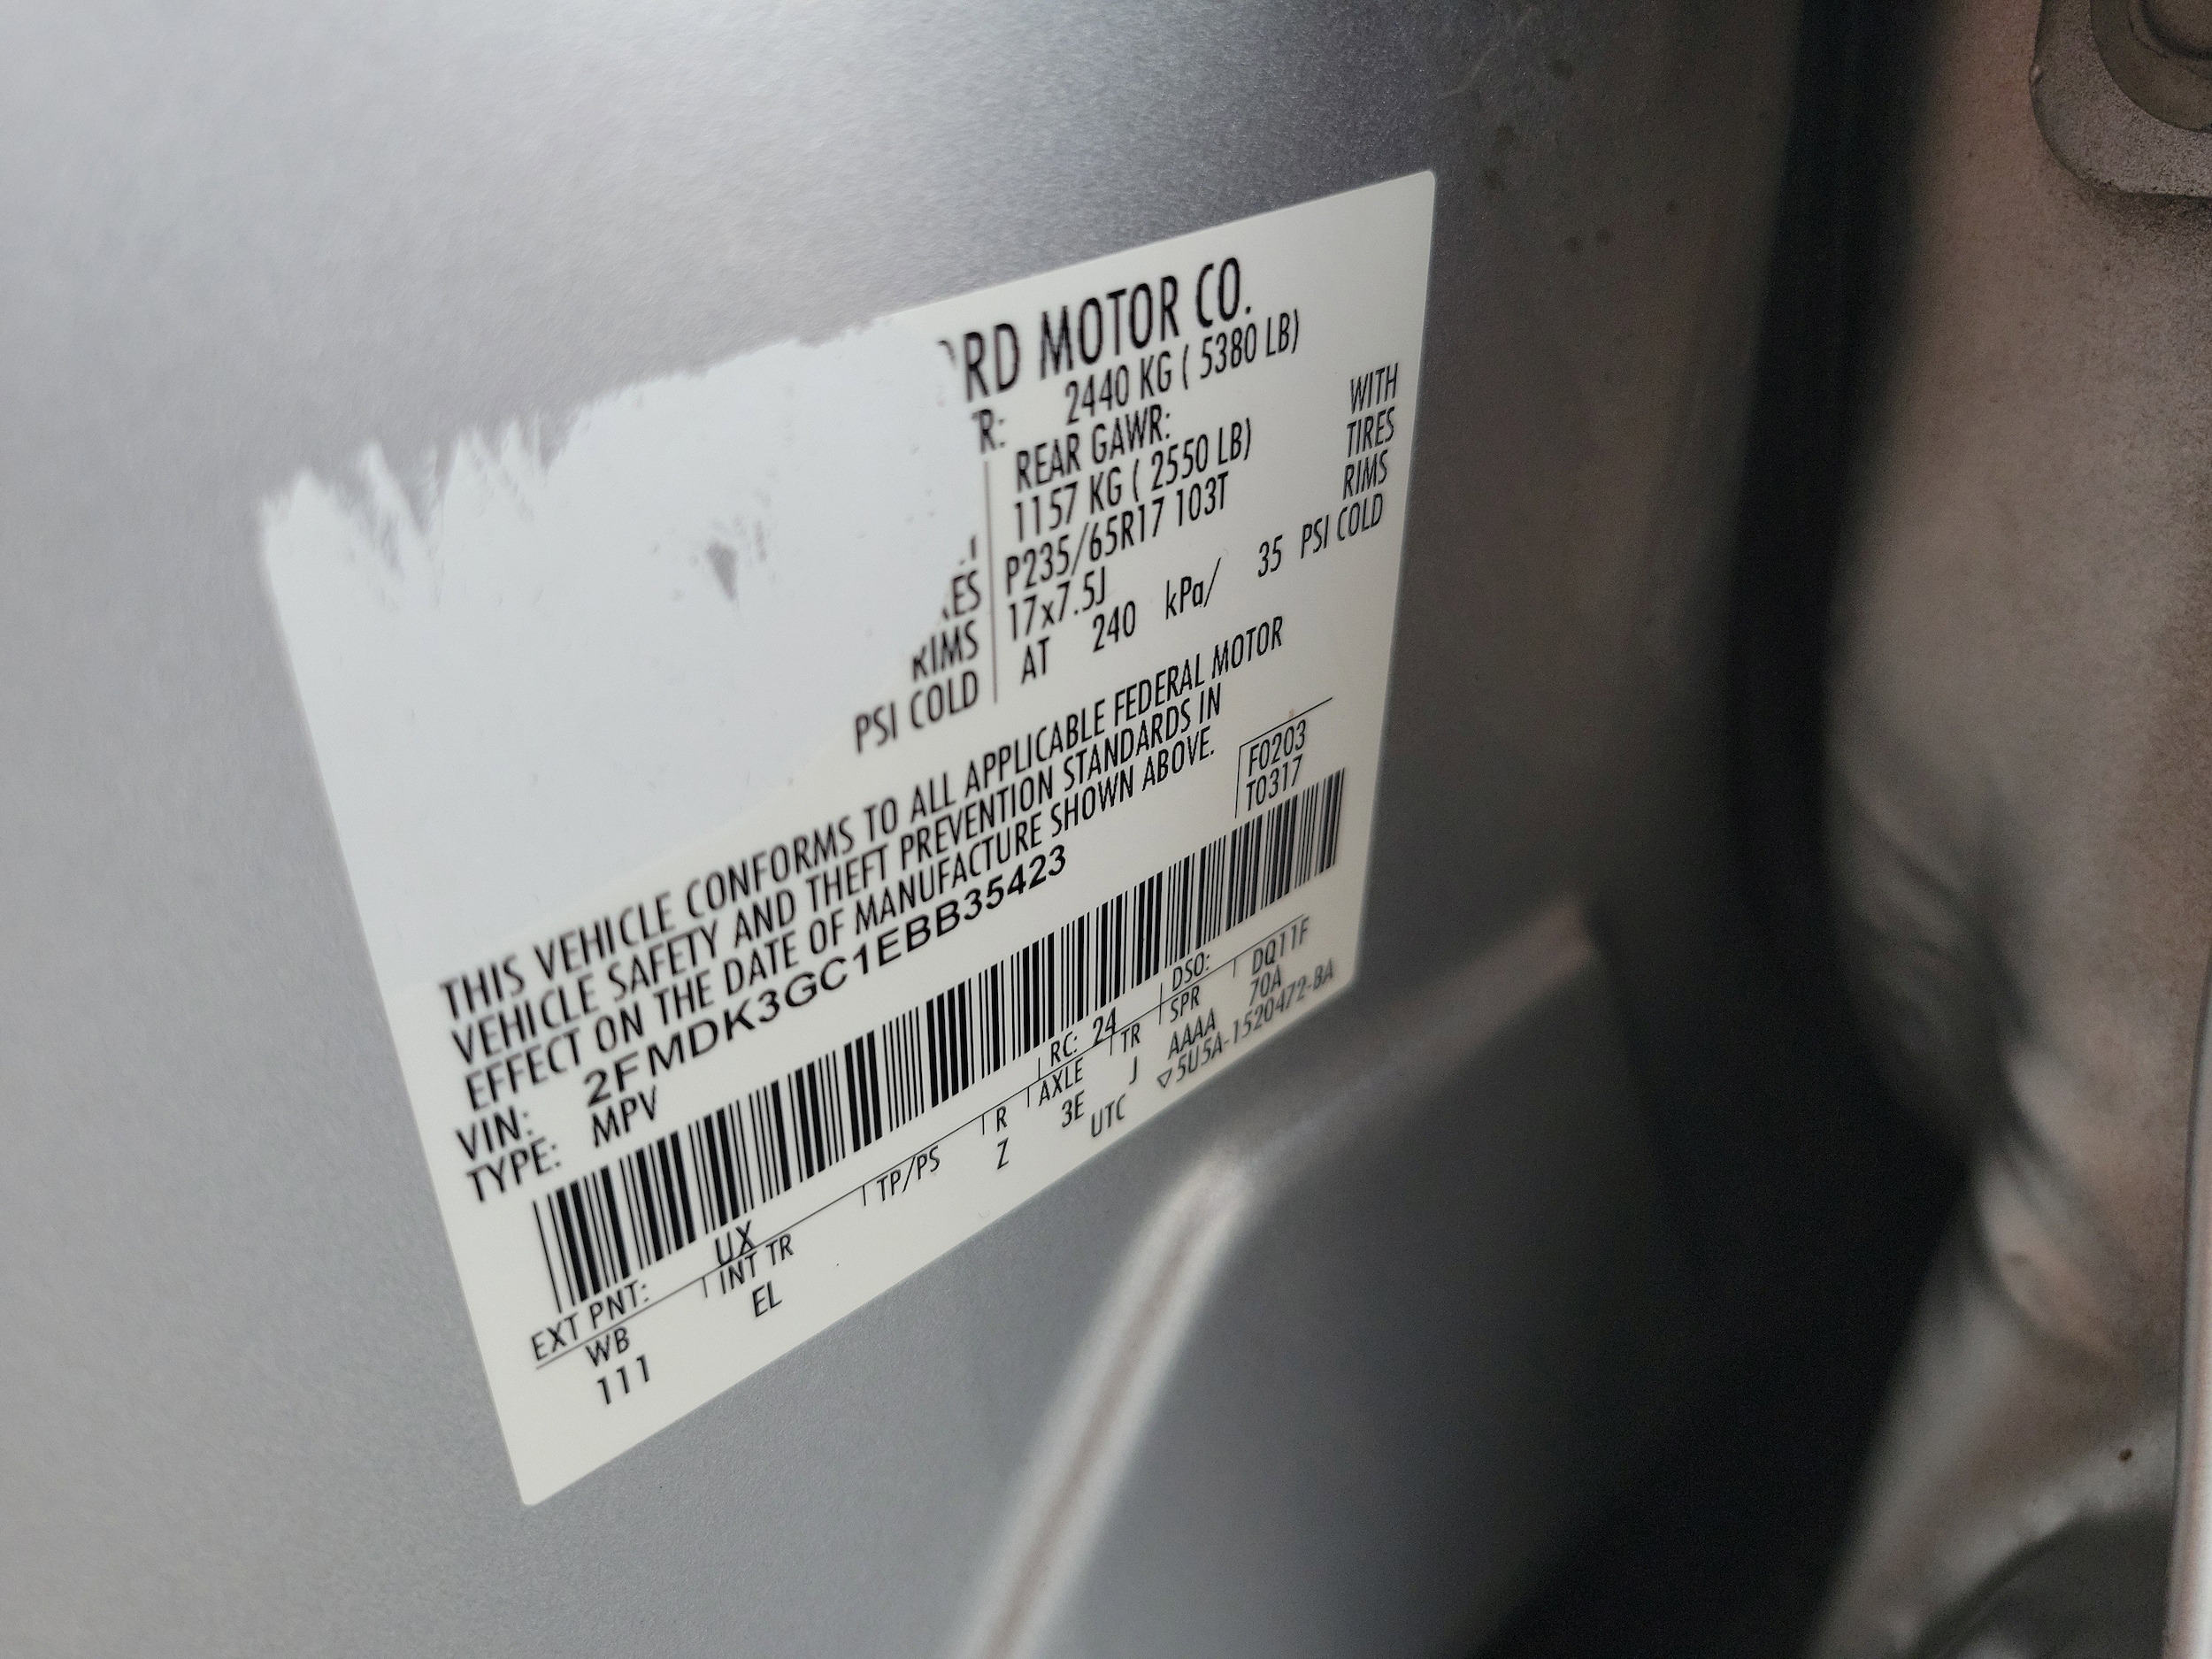 ORD MOTOR CO.
R: 2440 KG ( 5380 LB)
REAR GAWR:
1157 KG ( 2550 LB) WITH
RES P235/65R17 103T TIRES
RIMS 17x7.5J RIMS
PSI COLD AT 240 kPa/ 35 PSI COLD
THIS VEHICLE CONFORMS TO ALL APPLICABLE FEDERAL MOTOR
VEHICLE SAFETY AND THEFT PREVENTION STANDARDS IN
EFFECT ON THE DATE OF MANUFACTURE SHOWN ABOVE.
VIN: 2FMDK3GC1EBB35423 F0203
TYPE: MPV T0317
EXT PNT: UX RC: 24 DSO:
WB INT TR TP/PS R AXLE TR SPR DQ11F
111 EL Z 3E J AAAA 70A
UTC ▽5U5A-1520472-BA